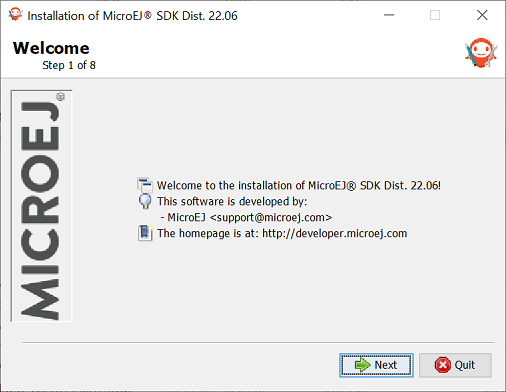 Installation of MicroEJ® SDK Dist. 22.06
Welcome
Step 1 of 8
MICROEJ
Welcome to the installation of MicroEJ® SDK Dist. 22.06!
This software is developed by:
- MicroEJ <support@microej.com>
The homepage is at: http://developer.microej.com
Next
Quit